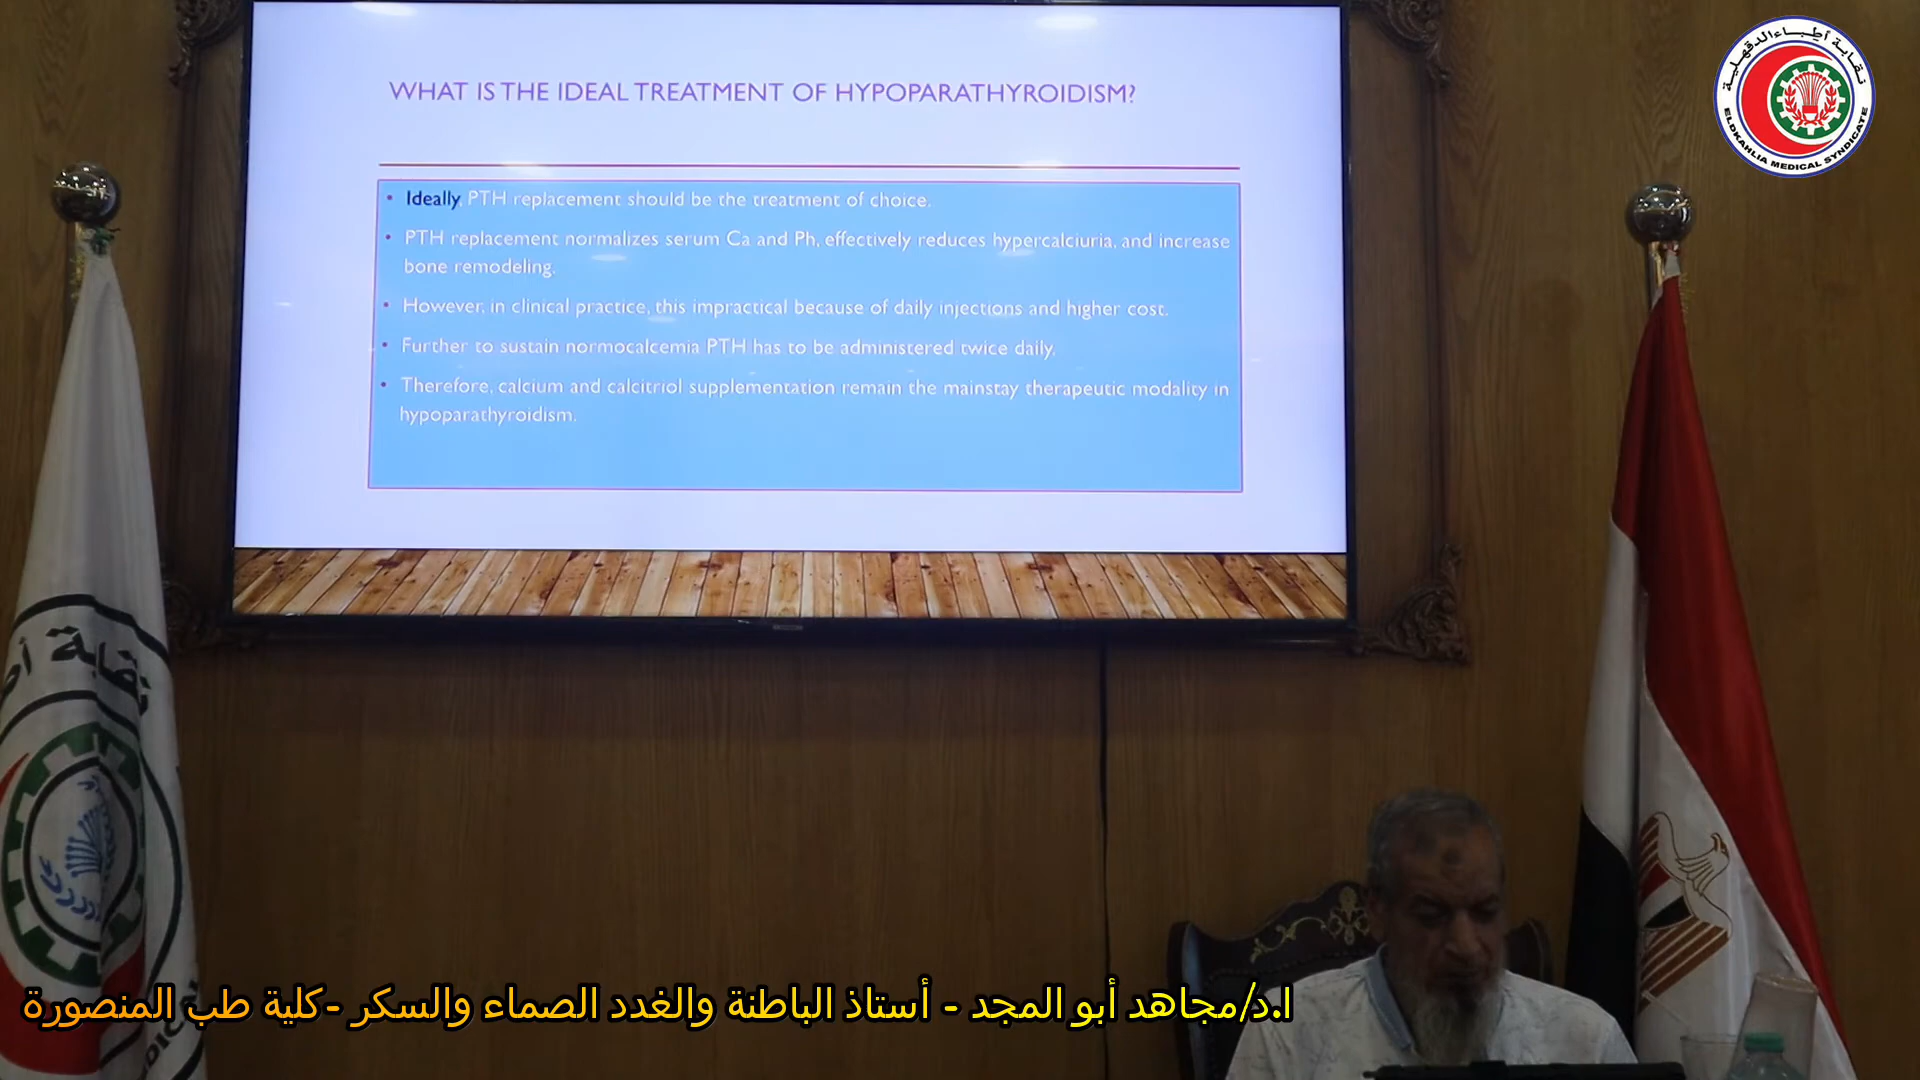 WHAT IS THE IDEAL TREATMENT OF HYPOPARATHYROIDISM?
• Ideally, PTH replacement should be the treatment of choice.
• PTH replacement normalizes serum Ca and Ph, effectively reduces hypercalciuria, and increase
bone remodeling.
• However, in clinical practice, this impractical because of daily injections and higher cost.
• Further to sustain normocalcemia PTH has to be administered twice daily.
• Therefore, calcium and calcitriol supplementation remain the mainstay therapeutic modality in
hypoparathyroidism.
نقابة أطباء الدقهلية
ELDKAHLIA MEDICAL SYNDICATE
نقابة
ا.د/مجاهد أبو المجد - أستاذ الباطنة والغدد الصماء والسكر -كلية طب المنصورة